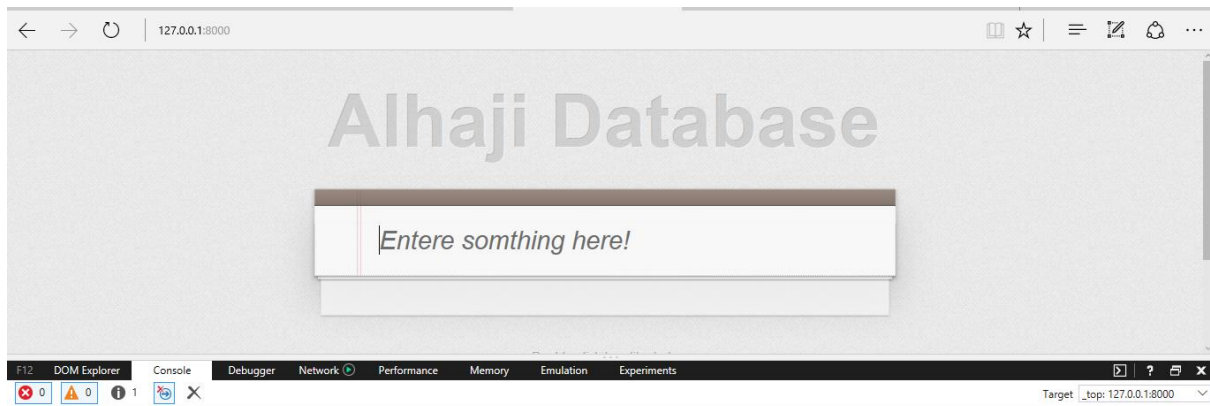 127.0.0.1:8000
Alhaji Database
Entere somthing here!
F12 DOM Explorer Console Debugger Network Performance Memory Emulation Experiments ? x
0 0 1 Target _top: 127.0.0.1:8000